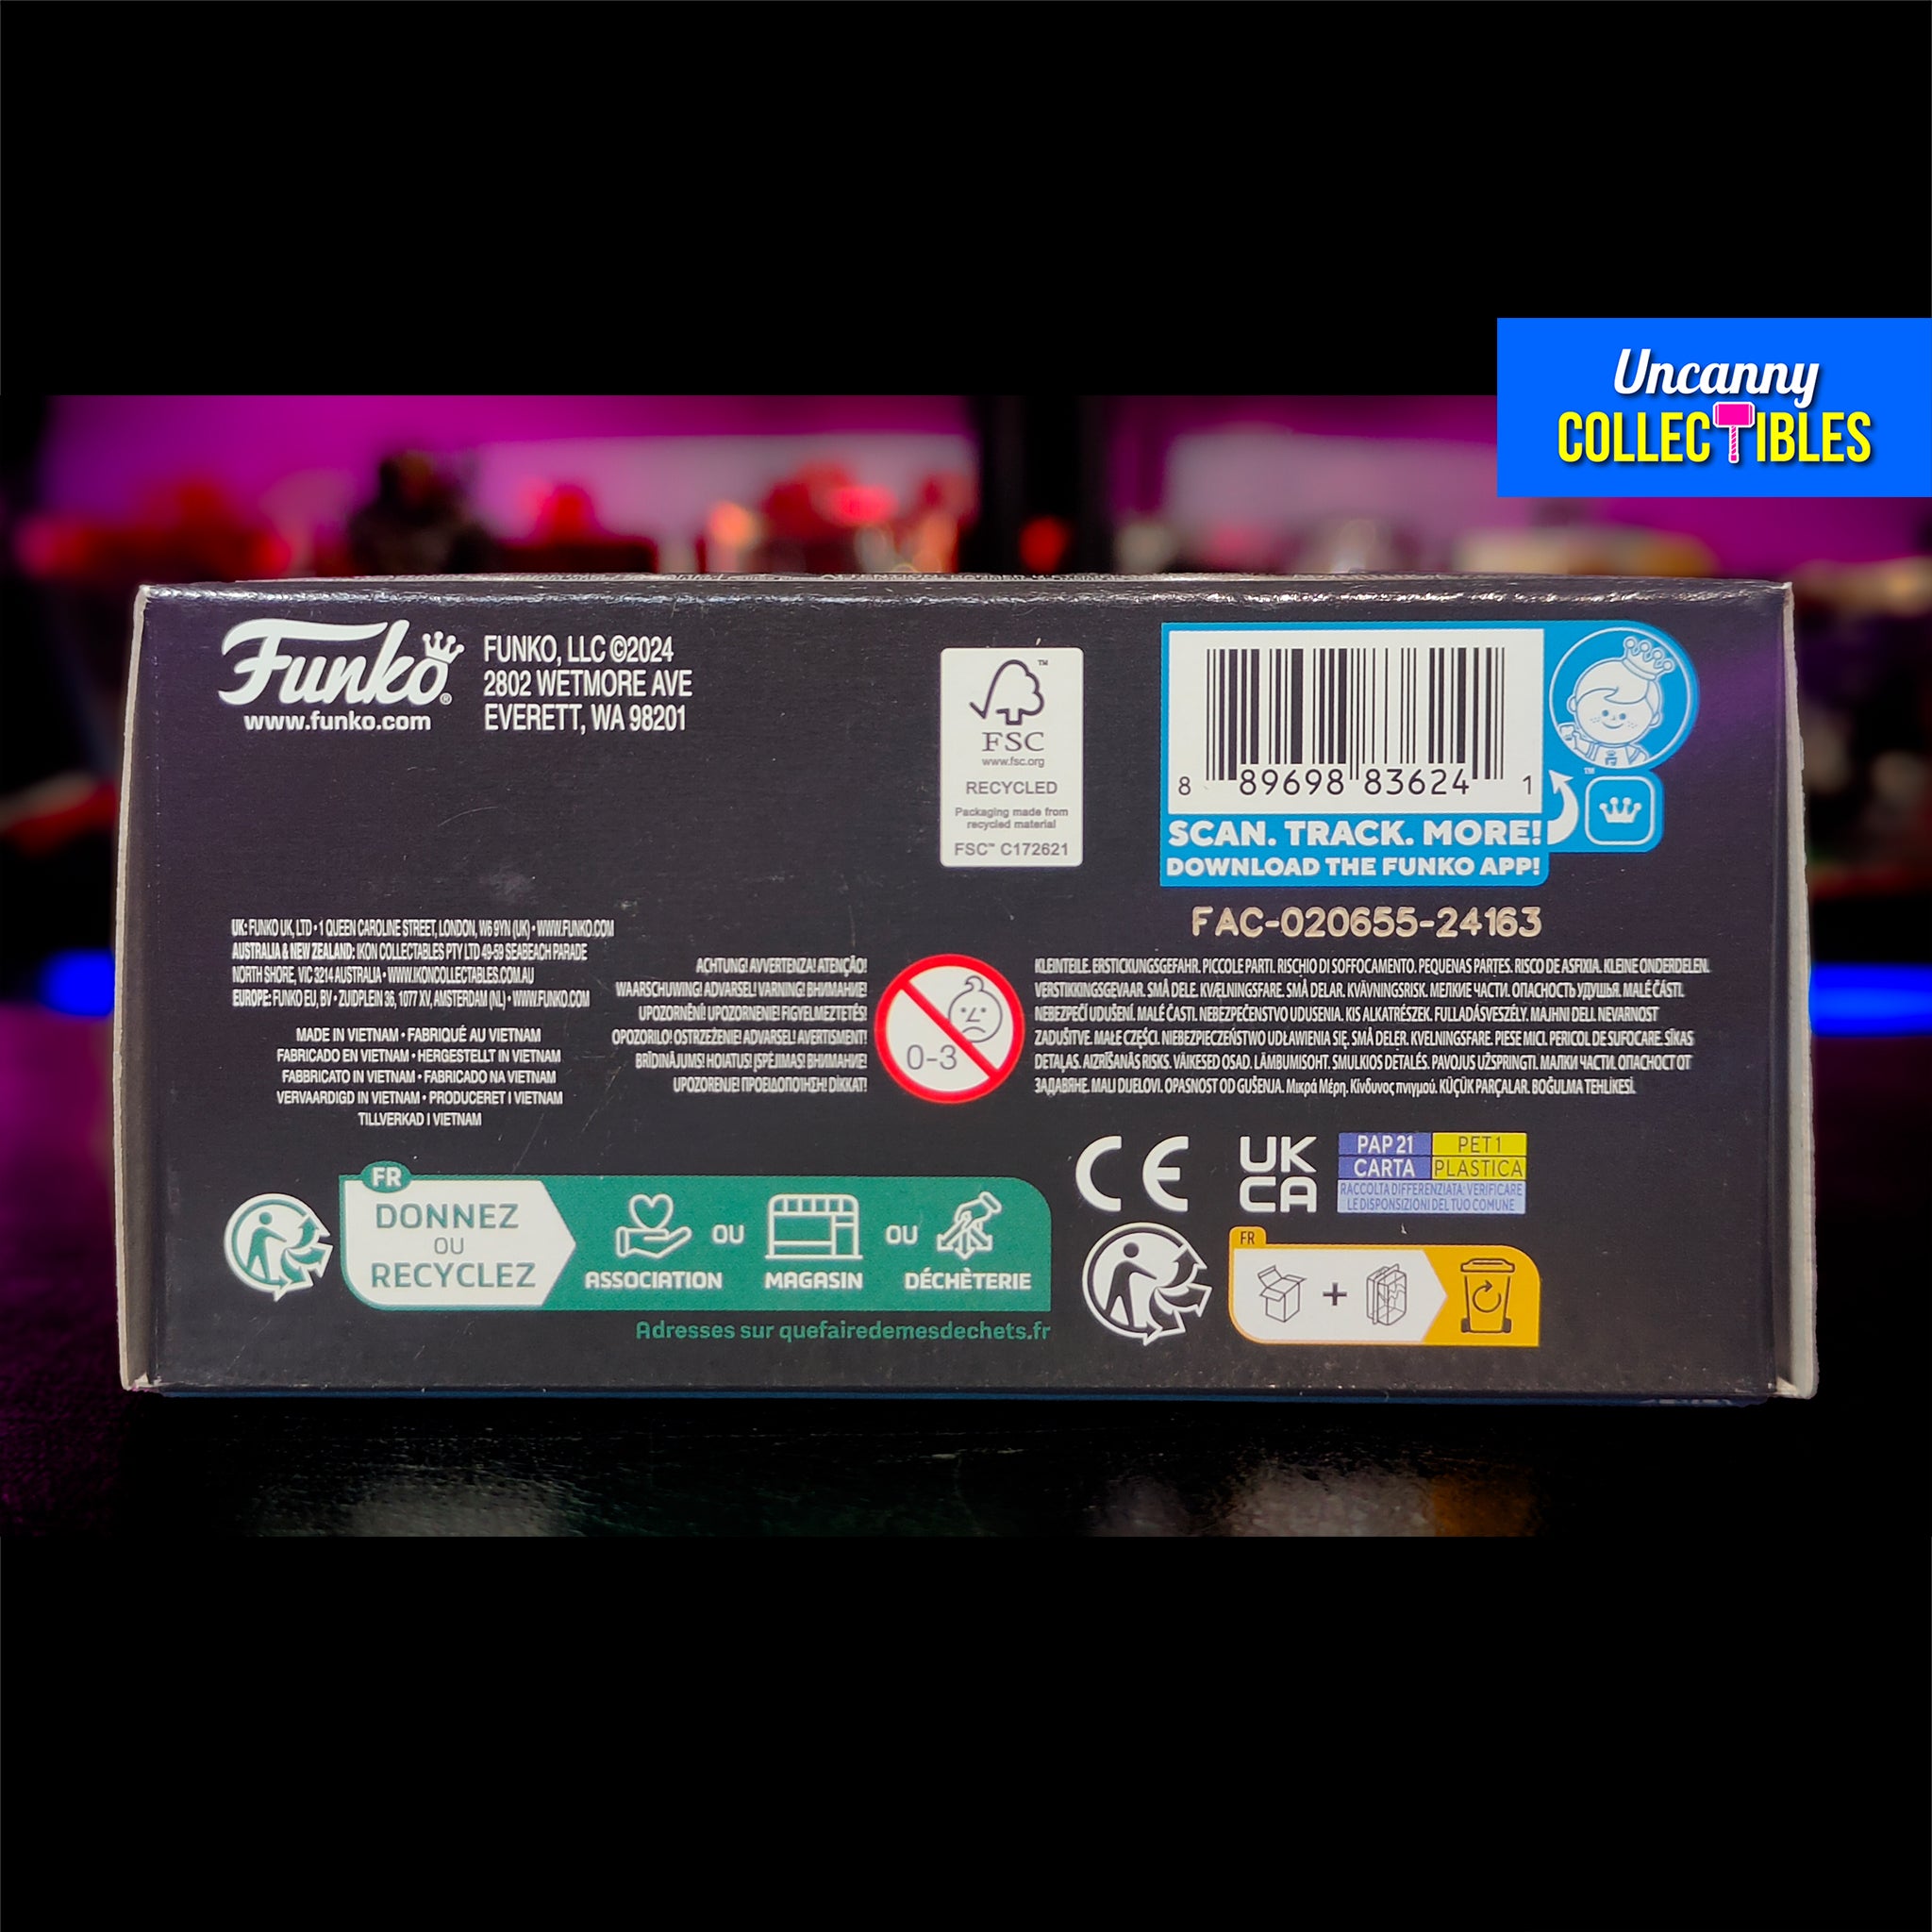 Uncanny
COLLECTIBLES
Funko®
www.funko.com
FUNKO, LLC ©2024
2802 WETMORE AVE
EVERETT, WA 98201
FSC
www.fsc.org
RECYCLED
Packaging made from
recycled material
FSC™ C172621
8 89698 83624 1
SCAN. TRACK. MORE!
DOWNLOAD THE FUNKO APP!
FAC-020655-24163
UK: FUNKO UK, LTD • 1 QUEEN CAROLINE STREET, LONDON, W6 9YN (UK) • WWW.FUNKO.COM
AUSTRALIA & NEW ZEALAND: IKON COLLECTABLES PTY LTD 49-59 SEABEACH PARADE
NORTH SHORE, VIC 3214 AUSTRALIA • WWW.IKONCOLLECTABLES.COM.AU
EUROPE: FUNKO EU, BV • ZUIDPLEIN 36, 1077 XV, AMSTERDAM (NL) • WWW.FUNKO.COM
MADE IN VIETNAM • FABRIQUÉ AU VIETNAM
FABRICADO EN VIETNAM • HERGESTELLT IN VIETNAM
FABBRICATO IN VIETNAM • FABRICADO NA VIETNAM
VERVAARDIGD IN VIETNAM • PRODUCERET I VIETNAM
TILLVERKAD I VIETNAM
ACHTUNG! AVVERTENZA! ATENÇÃO!
WAARSCHUWING! ADVARSEL! VARNING! ВНИМАНИЕ!
UPOZORNĚNÍ! UPOZORNENIE! FIGYELMEZTETÉS!
OPOZORILO! OSTRZEŻENIE! ADVARSEL! AVERTISMENT!
BRĪDINĀJUMS! HOIATUS! ĮSPĖJIMAS! ВНИМАНИЕ!
UPOZORENJE! ΠΡΟΕΙΔΟΠΟΙΗΣΗ! DİKKAT!
0-3
KLEINTEILE. ERSTICKUNGSGEFAHR. PICCOLE PARTI. RISCHIO DI SOFFOCAMENTO. PEQUENAS PARTES. RISCO DE ASFIXIA. KLEINE ONDERDELEN.
VERSTIKKINGSGEVAAR. SMÅ DELE. KVÆLNINGSFARE. SMÅ DELAR. KVÄVNINGSRISK. МЕЛКИЕ ЧАСТИ. ОПАСНОСТЬ УДУШЬЯ. MALÉ ČÁSTI.
NEBEZPEČÍ UDUŠENÍ. MALÉ ČASTI. NEBEZPEČENSTVO UDUSENIA. KIS ALKATRÉSZEK. FULLADÁSVESZÉLY. MAJHNI DELI. NEVARNOST
ZADUŠITVE. MAŁE CZĘŚCI. NIEBEZPIECZEŃSTWO UDŁAWIENIA SIĘ. SMÅ DELER. KVELNINGSFARE. PIESE MICI. PERICOL DE SUFOCARE. SĪKAS
DETAĻAS. AIZRĪŠANĀS RISKS. VÄIKESED OSAD. LÄMBUMISOHT. SMULKIOS DETALĖS. PAVOJUS UŽSPRINGTI. МАЛКИ ЧАСТИ. ОПАСНОСТ ОТ
ЗАДАВЯНЕ. MALI DIJELOVI. OPASNOST OD GUŠENJA. Μικρά Μέρη. Κίνδυνος πνιγμού. KÜÇÜK PARÇALAR. BOĞULMA TEHLİKESİ.
CE
UK
CA
PAP 21
CARTA
PET 1
PLASTICA
RACCOLTA DIFFERENZIATA: VERIFICARE
LE DISPONSIZIONI DEL TUO COMUNE
FR
DONNEZ
OU
RECYCLEZ
ASSOCIATION
OU
MAGASIN
OU
DÉCHÈTERIE
Adresses sur quefairedemesdechets.fr
FR
+